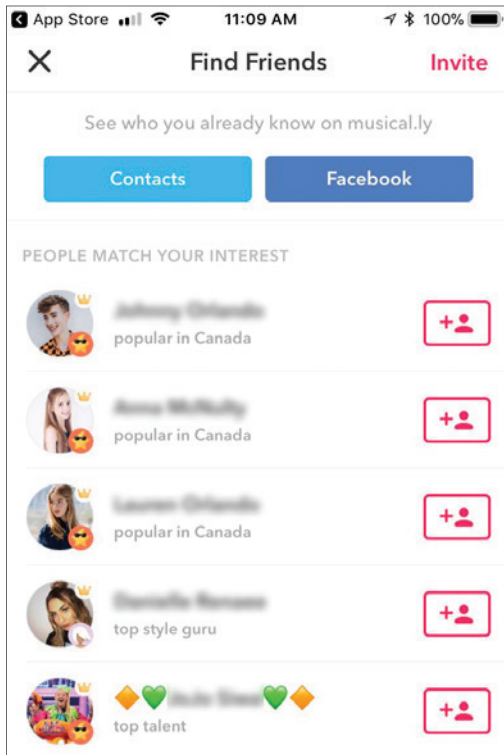 App Store 11:09 AM 100%
Find Friends Invite
See who you already know on musical.ly
Contacts Facebook
PEOPLE MATCH YOUR INTEREST
popular in Canada
popular in Canada
popular in Canada
top style guru
top talent